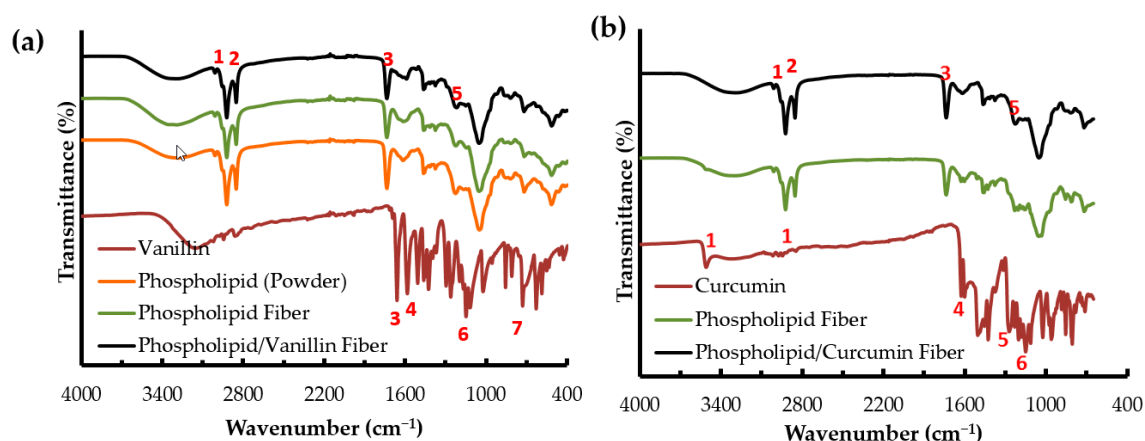 (a)
1
2
3
5
Transmittance (%)
Vanillin
Phospholipid (Powder)
Phospholipid Fiber
Phospholipid/Vanillin Fiber
3
4
6
7
4000 3400 2800 2200 1600 1000 400
Wavenumber (cm⁻¹)
(b)
1
2
3
5
Transmittance (%)
1
1
Curcumin
Phospholipid Fiber
Phospholipid/Curcumin Fiber
4
5
6
4000 3400 2800 2200 1600 1000 400
Wavenumber (cm⁻¹)